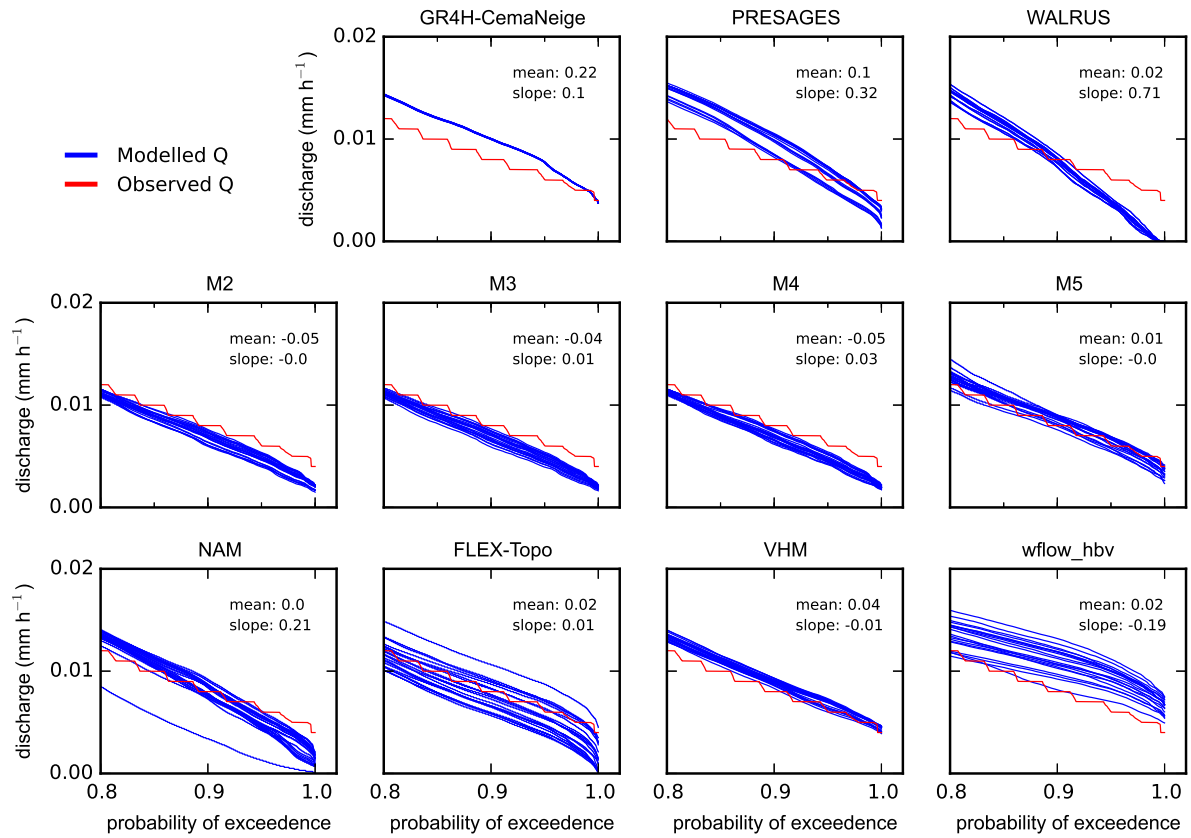 GR4H-CemaNeige
PRESAGES
WALRUS
0.02
0.01
0.00
discharge (mm h⁻¹)
mean: 0.22
slope: 0.1
mean: 0.1
slope: 0.32
mean: 0.02
slope: 0.71
Modelled Q
Observed Q
M2
M3
M4
M5
0.02
0.01
0.00
discharge (mm h⁻¹)
mean: -0.05
slope: -0.0
mean: -0.04
slope: 0.01
mean: -0.05
slope: 0.03
mean: 0.01
slope: -0.0
NAM
FLEX-Topo
VHM
wflow_hbv
0.02
0.01
0.00
discharge (mm h⁻¹)
mean: 0.0
slope: 0.21
mean: 0.02
slope: 0.01
mean: 0.04
slope: -0.01
mean: 0.02
slope: -0.19
0.8 0.9 1.0
0.8 0.9 1.0
0.8 0.9 1.0
0.8 0.9 1.0
probability of exceedence
probability of exceedence
probability of exceedence
probability of exceedence